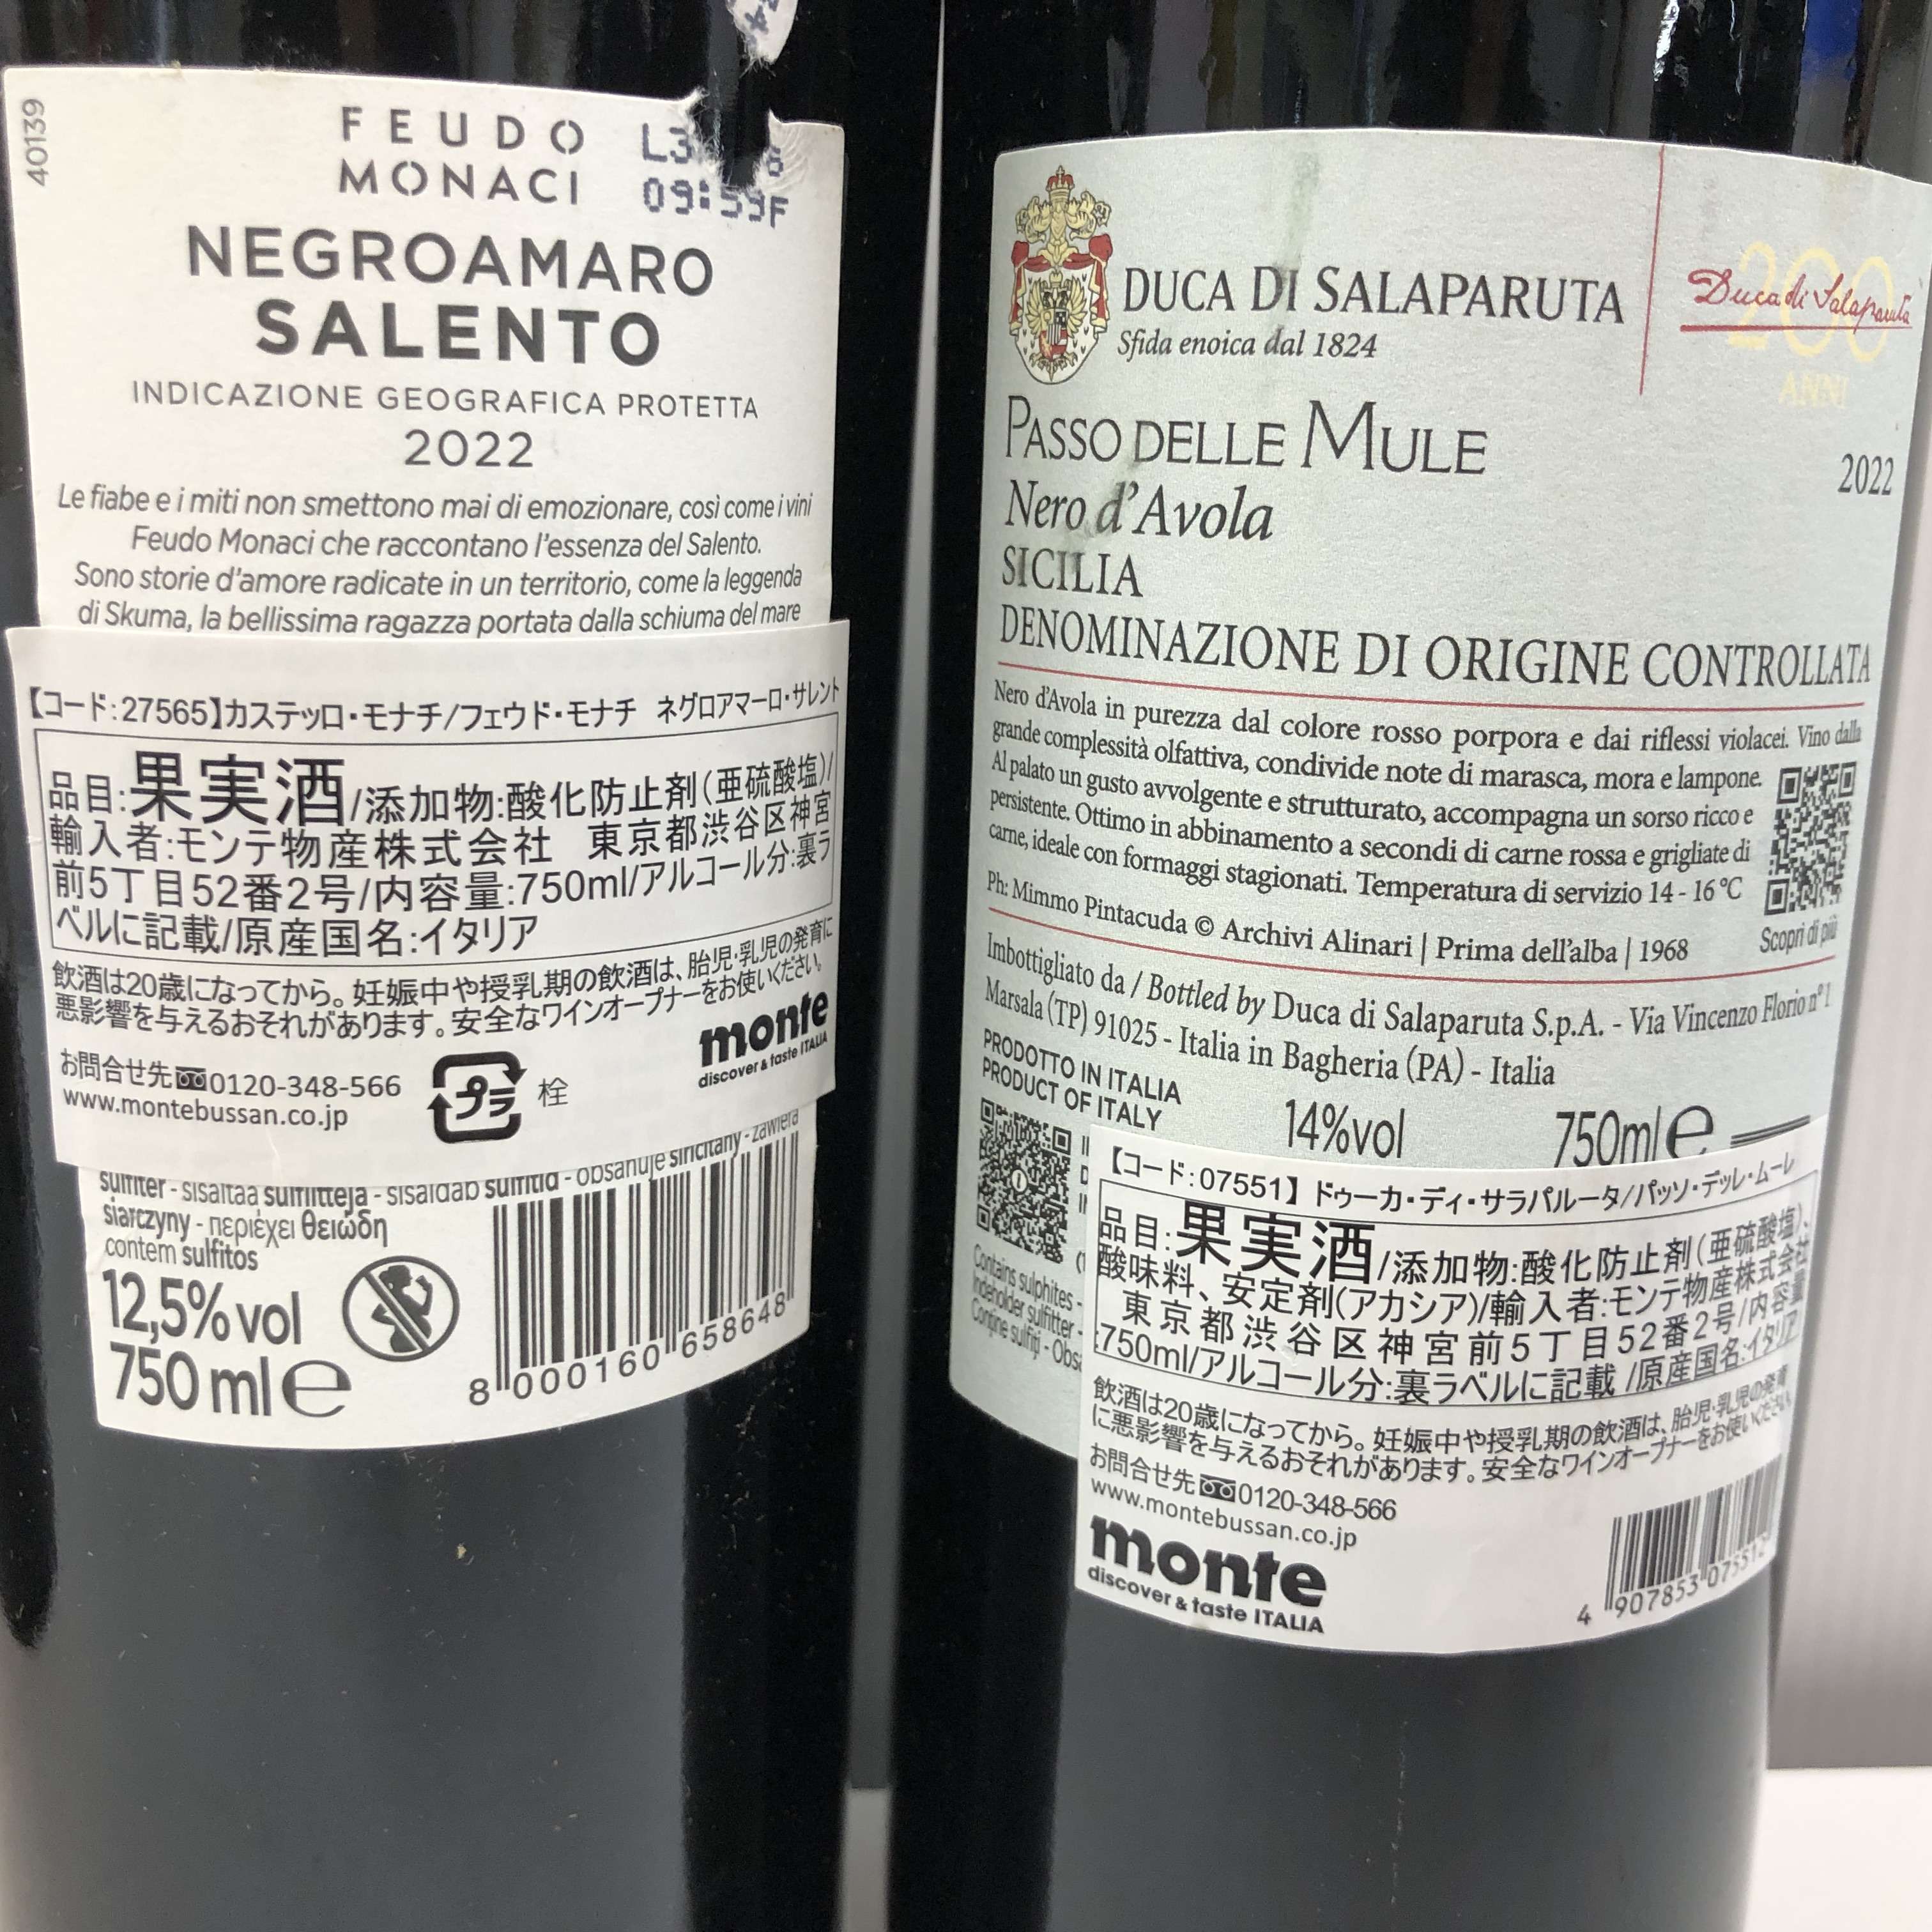 40139
FEUDO
MONACI
L3
09:59F
NEGROAMARO
SALENTO
INDICAZIONE GEOGRAFICA PROTETTA
2022
Le fiabe e i miti non smettono mai di emozionare, così come i vini
Feudo Monaci che raccontano l'essenza del Salento.
Sono storie d'amore radicate in un territorio, come la leggenda
di Skuma, la bellissima ragazza portata dalla schiuma del mare
【コード:27565】カステッロ・モナチ/フェウド・モナチ ネグロアマーロ・サレント
品目:果実酒/添加物:酸化防止剤(亜硫酸塩)/
輸入者:モンテ物産株式会社 東京都渋谷区神宮
前5丁目52番2号/内容量:750ml/アルコール分:裏ラ
ベルに記載/原産国名:イタリア
飲酒は20歳になってから。妊娠中や授乳期の飲酒は、胎児・乳児の発育に
悪影響を与えるおそれがあります。安全なワインオープナーをお使いください。
お問合せ先 0120-348-566
www.montebussan.co.jp
プラ
栓
monte
discover & taste ITALIA
sulfiter - sisältää sulfiitteja - sisaldab sulfitid - obsahuje siřičitany - zawiera
siarczyny - περιέχει θειώδη
contem sulfitos
12,5% vol
750 ml e
8 000160 658648
DUCA DI SALAPARUTA
Sfida enoica dal 1824
Duca di Salaparuta
200
ANNI
PASSO DELLE MULE
2022
Nero d'Avola
SICILIA
DENOMINAZIONE DI ORIGINE CONTROLLATA
Nero d'Avola in purezza dal colore rosso porpora e dai riflessi violacei. Vino dalla
grande complessità olfattiva, condivide note di marasca, mora e lampone.
Al palato un gusto avvolgente e strutturato, accompagna un sorso ricco e
persistente. Ottimo in abbinamento a secondi di carne rossa e grigliate di
carne, ideale con formaggi stagionati. Temperatura di servizio 14 - 16 °C
Scopri di più
Ph: Mimmo Pintacuda © Archivi Alinari | Prima dell'alba | 1968
Imbottigliato da / Bottled by Duca di Salaparuta S.p.A. - Via Vincenzo Florio n° 1
Marsala (TP) 91025 - Italia in Bagheria (PA) - Italia
PRODOTTO IN ITALIA
PRODUCT OF ITALY
14%vol
750ml e
Contains sulphites -
Indeholder sulfitter -
Conține sulfiți - Obs
【コード:07551】ドゥーカ・ディ・サラパルータ/パッソ・デッレ・ムーレ
品目:果実酒/添加物:酸化防止剤(亜硫酸塩)、
酸味料、安定剤(アカシア)/輸入者:モンテ物産株式会社
東京都渋谷区神宮前5丁目52番2号/内容量
:750ml/アルコール分:裏ラベルに記載/原産国名:イタリア
飲酒は20歳になってから。妊娠中や授乳期の飲酒は、胎児・乳児の発育
に悪影響を与えるおそれがあります。安全なワインオープナーをお使いください
お問合せ先 0120-348-566
www.montebussan.co.jp
monte
discover & taste ITALIA
4 907853 075512